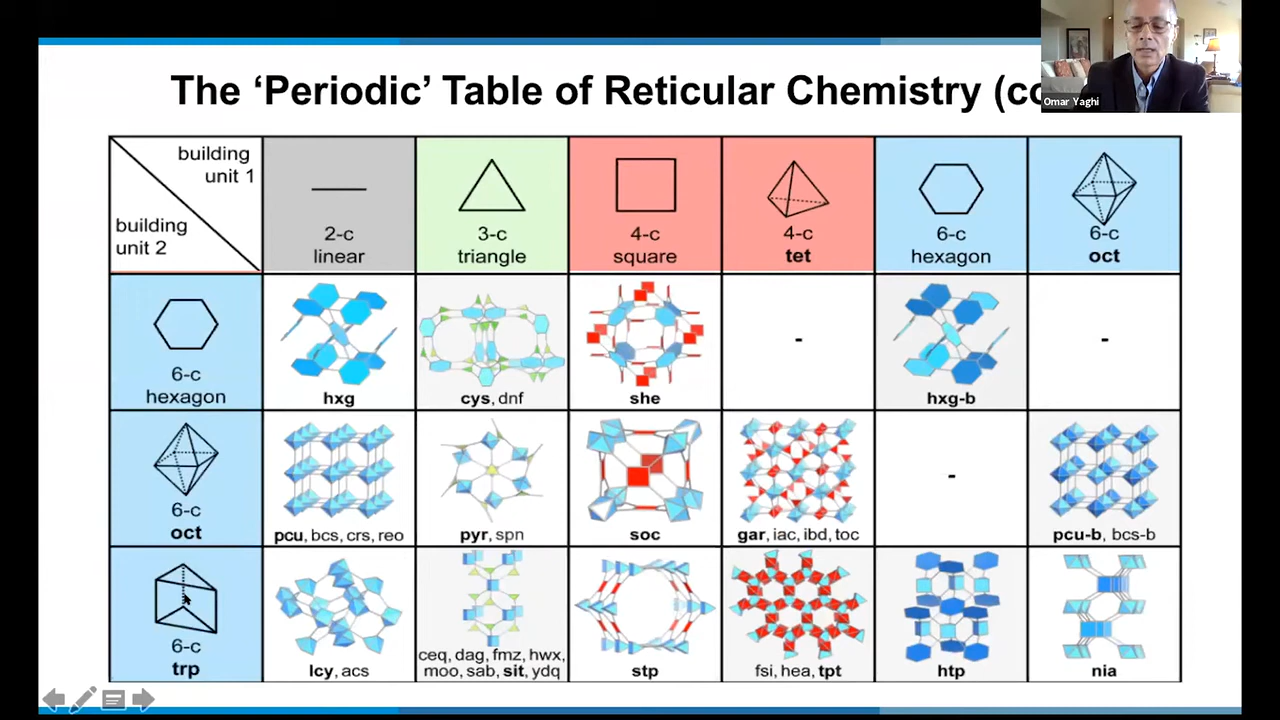 The 'Periodic' Table of Reticular Chemistry (co
Omar Yaghi
building
unit 1
building
unit 2
2-c
linear
3-c
triangle
4-c
square
4-c
tet
6-c
hexagon
6-c
oct
6-c
hexagon
hxg
cys, dnf
she
-
hxg-b
-
6-c
oct
pcu, bcs, crs, reo
pyr, spn
soc
gar, iac, ibd, toc
-
pcu-b, bcs-b
6-c
trp
lcy, acs
ceq, dag, fmz, hwx,
moo, sab, sit, ydq
stp
fsi, hea, tpt
htp
nia